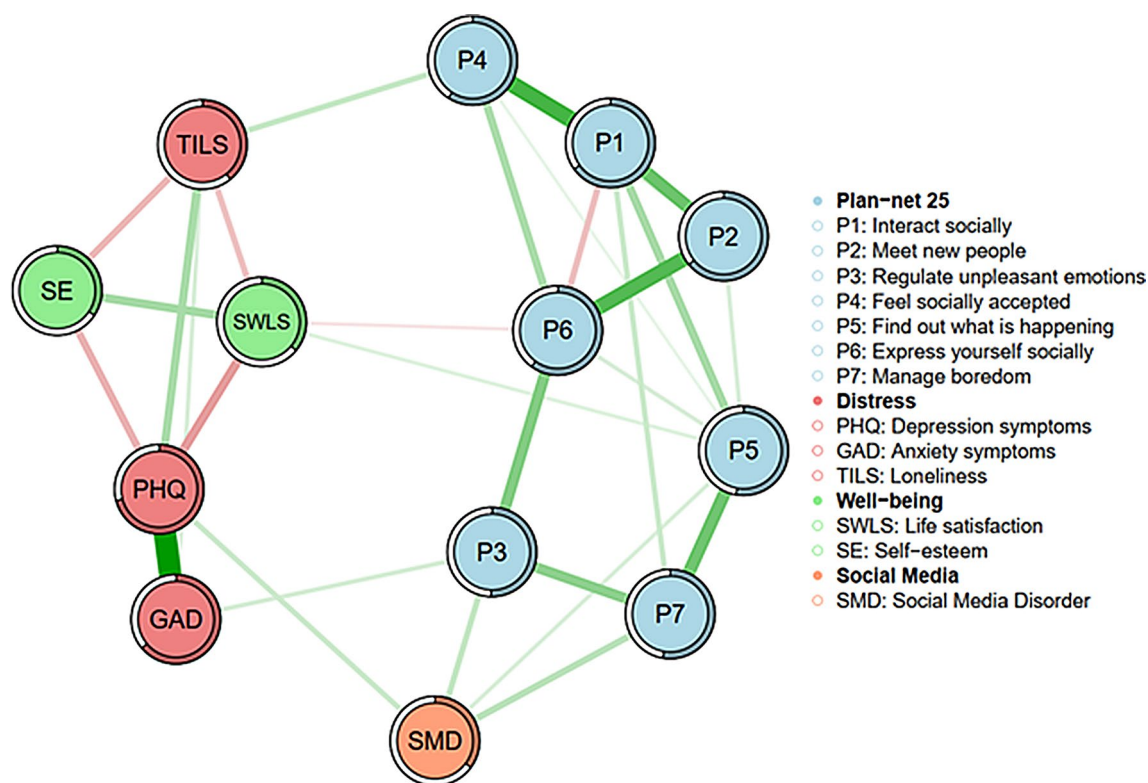 P4
TILS
P1
P2
SE
SWLS
P6
P5
PHQ
P3
GAD
P7
SMD
Plan−net 25
P1: Interact socially
P2: Meet new people
P3: Regulate unpleasant emotions
P4: Feel socially accepted
P5: Find out what is happening
P6: Express yourself socially
P7: Manage boredom
Distress
PHQ: Depression symptoms
GAD: Anxiety symptoms
TILS: Loneliness
Well−being
SWLS: Life satisfaction
SE: Self−esteem
Social Media
SMD: Social Media Disorder